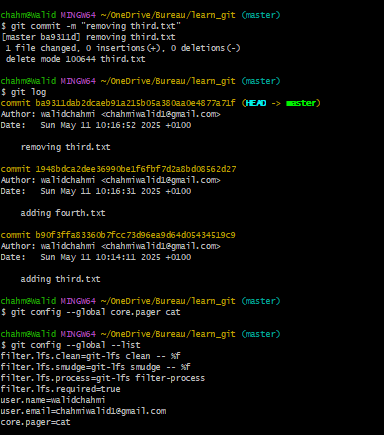 chahm@Walid MINGW64 ~/OneDrive/Bureau/learn_git (master)
$ git commit -m "removing third.txt"
[master ba9311d] removing third.txt
 1 file changed, 0 insertions(+), 0 deletions(-)
 delete mode 100644 third.txt

chahm@Walid MINGW64 ~/OneDrive/Bureau/learn_git (master)
$ git log
commit ba9311dab2dcaeb91a215b05a380aa0e4877a71f (HEAD -> master)
Author: walidchahmi <chahmiwalid1@gmail.com>
Date:   Sun May 11 10:16:52 2025 +0100

    removing third.txt

commit 1948bdca2dee36990be1f6fbf7d2a8bd08562d27
Author: walidchahmi <chahmiwalid1@gmail.com>
Date:   Sun May 11 10:16:31 2025 +0100

    adding fourth.txt

commit b90f3ffa83360b7fcc73d96ea9d64d05434519c9
Author: walidchahmi <chahmiwalid1@gmail.com>
Date:   Sun May 11 10:14:11 2025 +0100

    adding third.txt

chahm@Walid MINGW64 ~/OneDrive/Bureau/learn_git (master)
$ git config --global core.pager cat

chahm@Walid MINGW64 ~/OneDrive/Bureau/learn_git (master)
$ git config --global --list
filter.lfs.clean=git-lfs clean -- %f
filter.lfs.smudge=git-lfs smudge -- %f
filter.lfs.process=git-lfs filter-process
filter.lfs.required=true
user.name=walidchahmi
user.email=chahmiwalid1@gmail.com
core.pager=cat